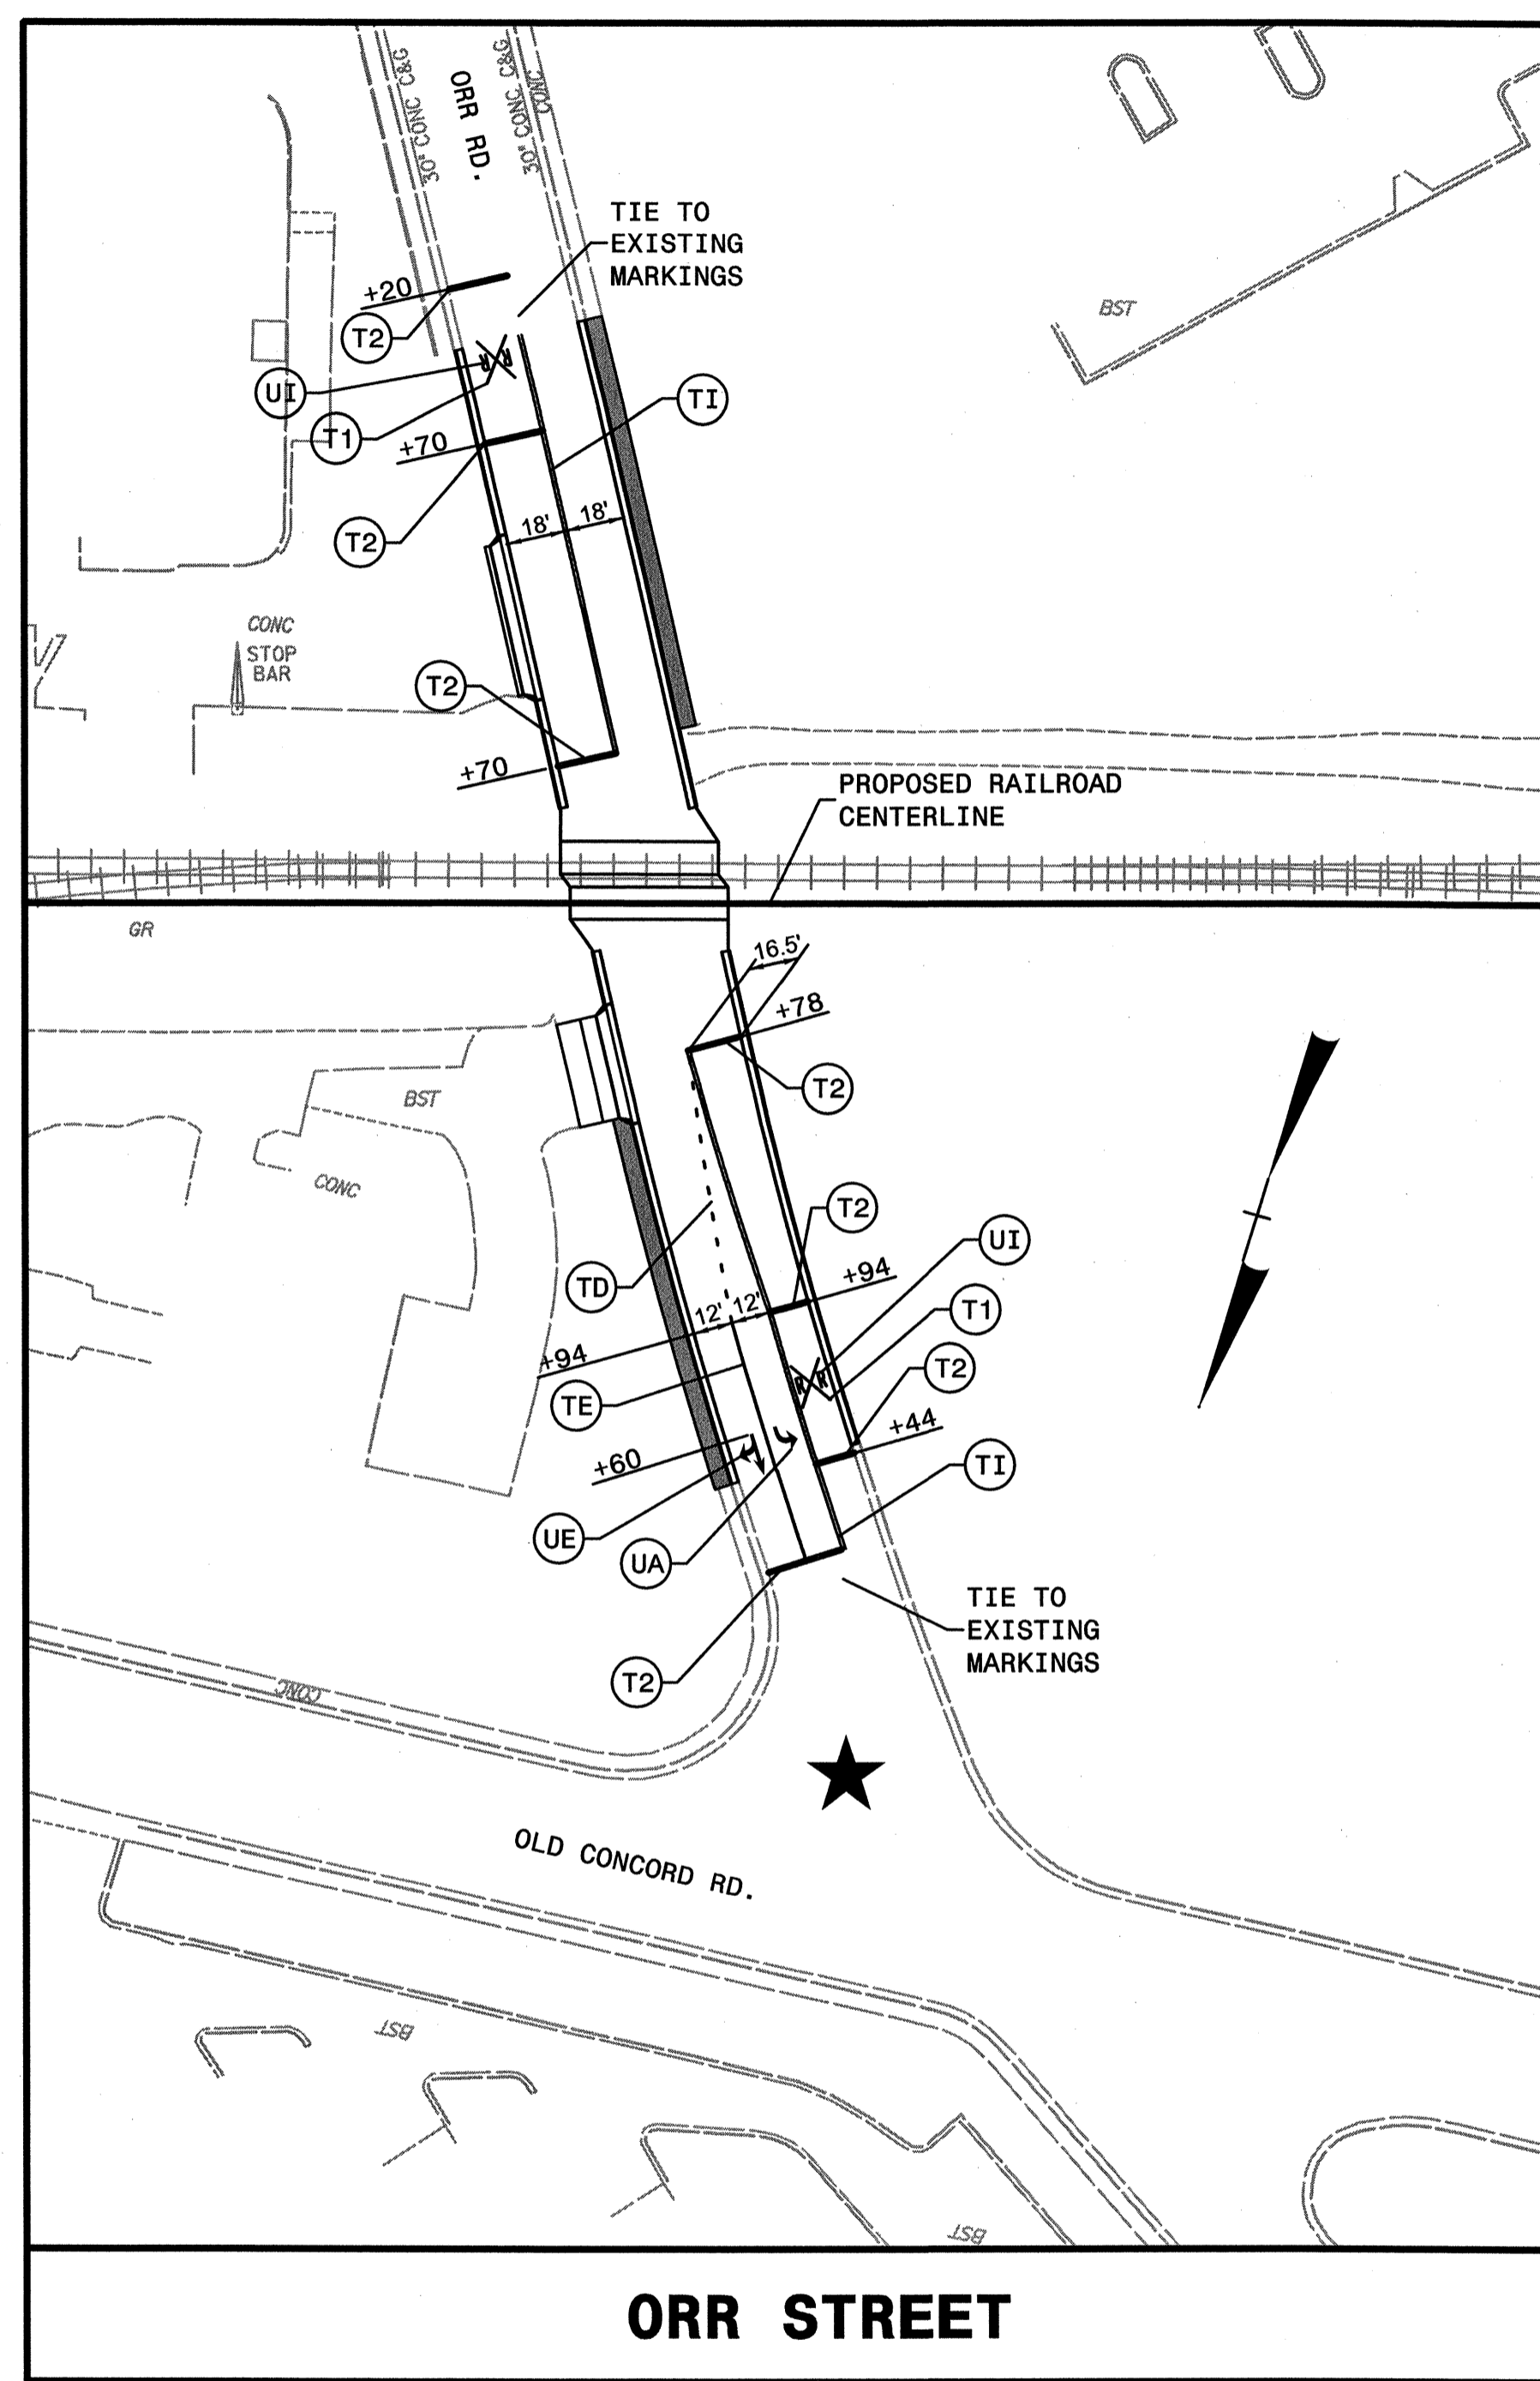 30" CONC C&G
ORR RD.
30" CONC C&G
CONC
TIE TO
EXISTING
MARKINGS
+20
T2
BST
R R
UI
TI
T1
+70
T2
18' 18'
CONC
STOP
BAR
T2
+70
PROPOSED RAILROAD
CENTERLINE
GR
16.5'
+78
T2
BST
CONC
T2
UI
+94
TD
T1
12' 12'
+94
T2
R R
TE
+44
+60
TI
UE
UA
TIE TO
EXISTING
MARKINGS
T2
CONC
OLD CONCORD RD.
BST
BST
ORR STREET